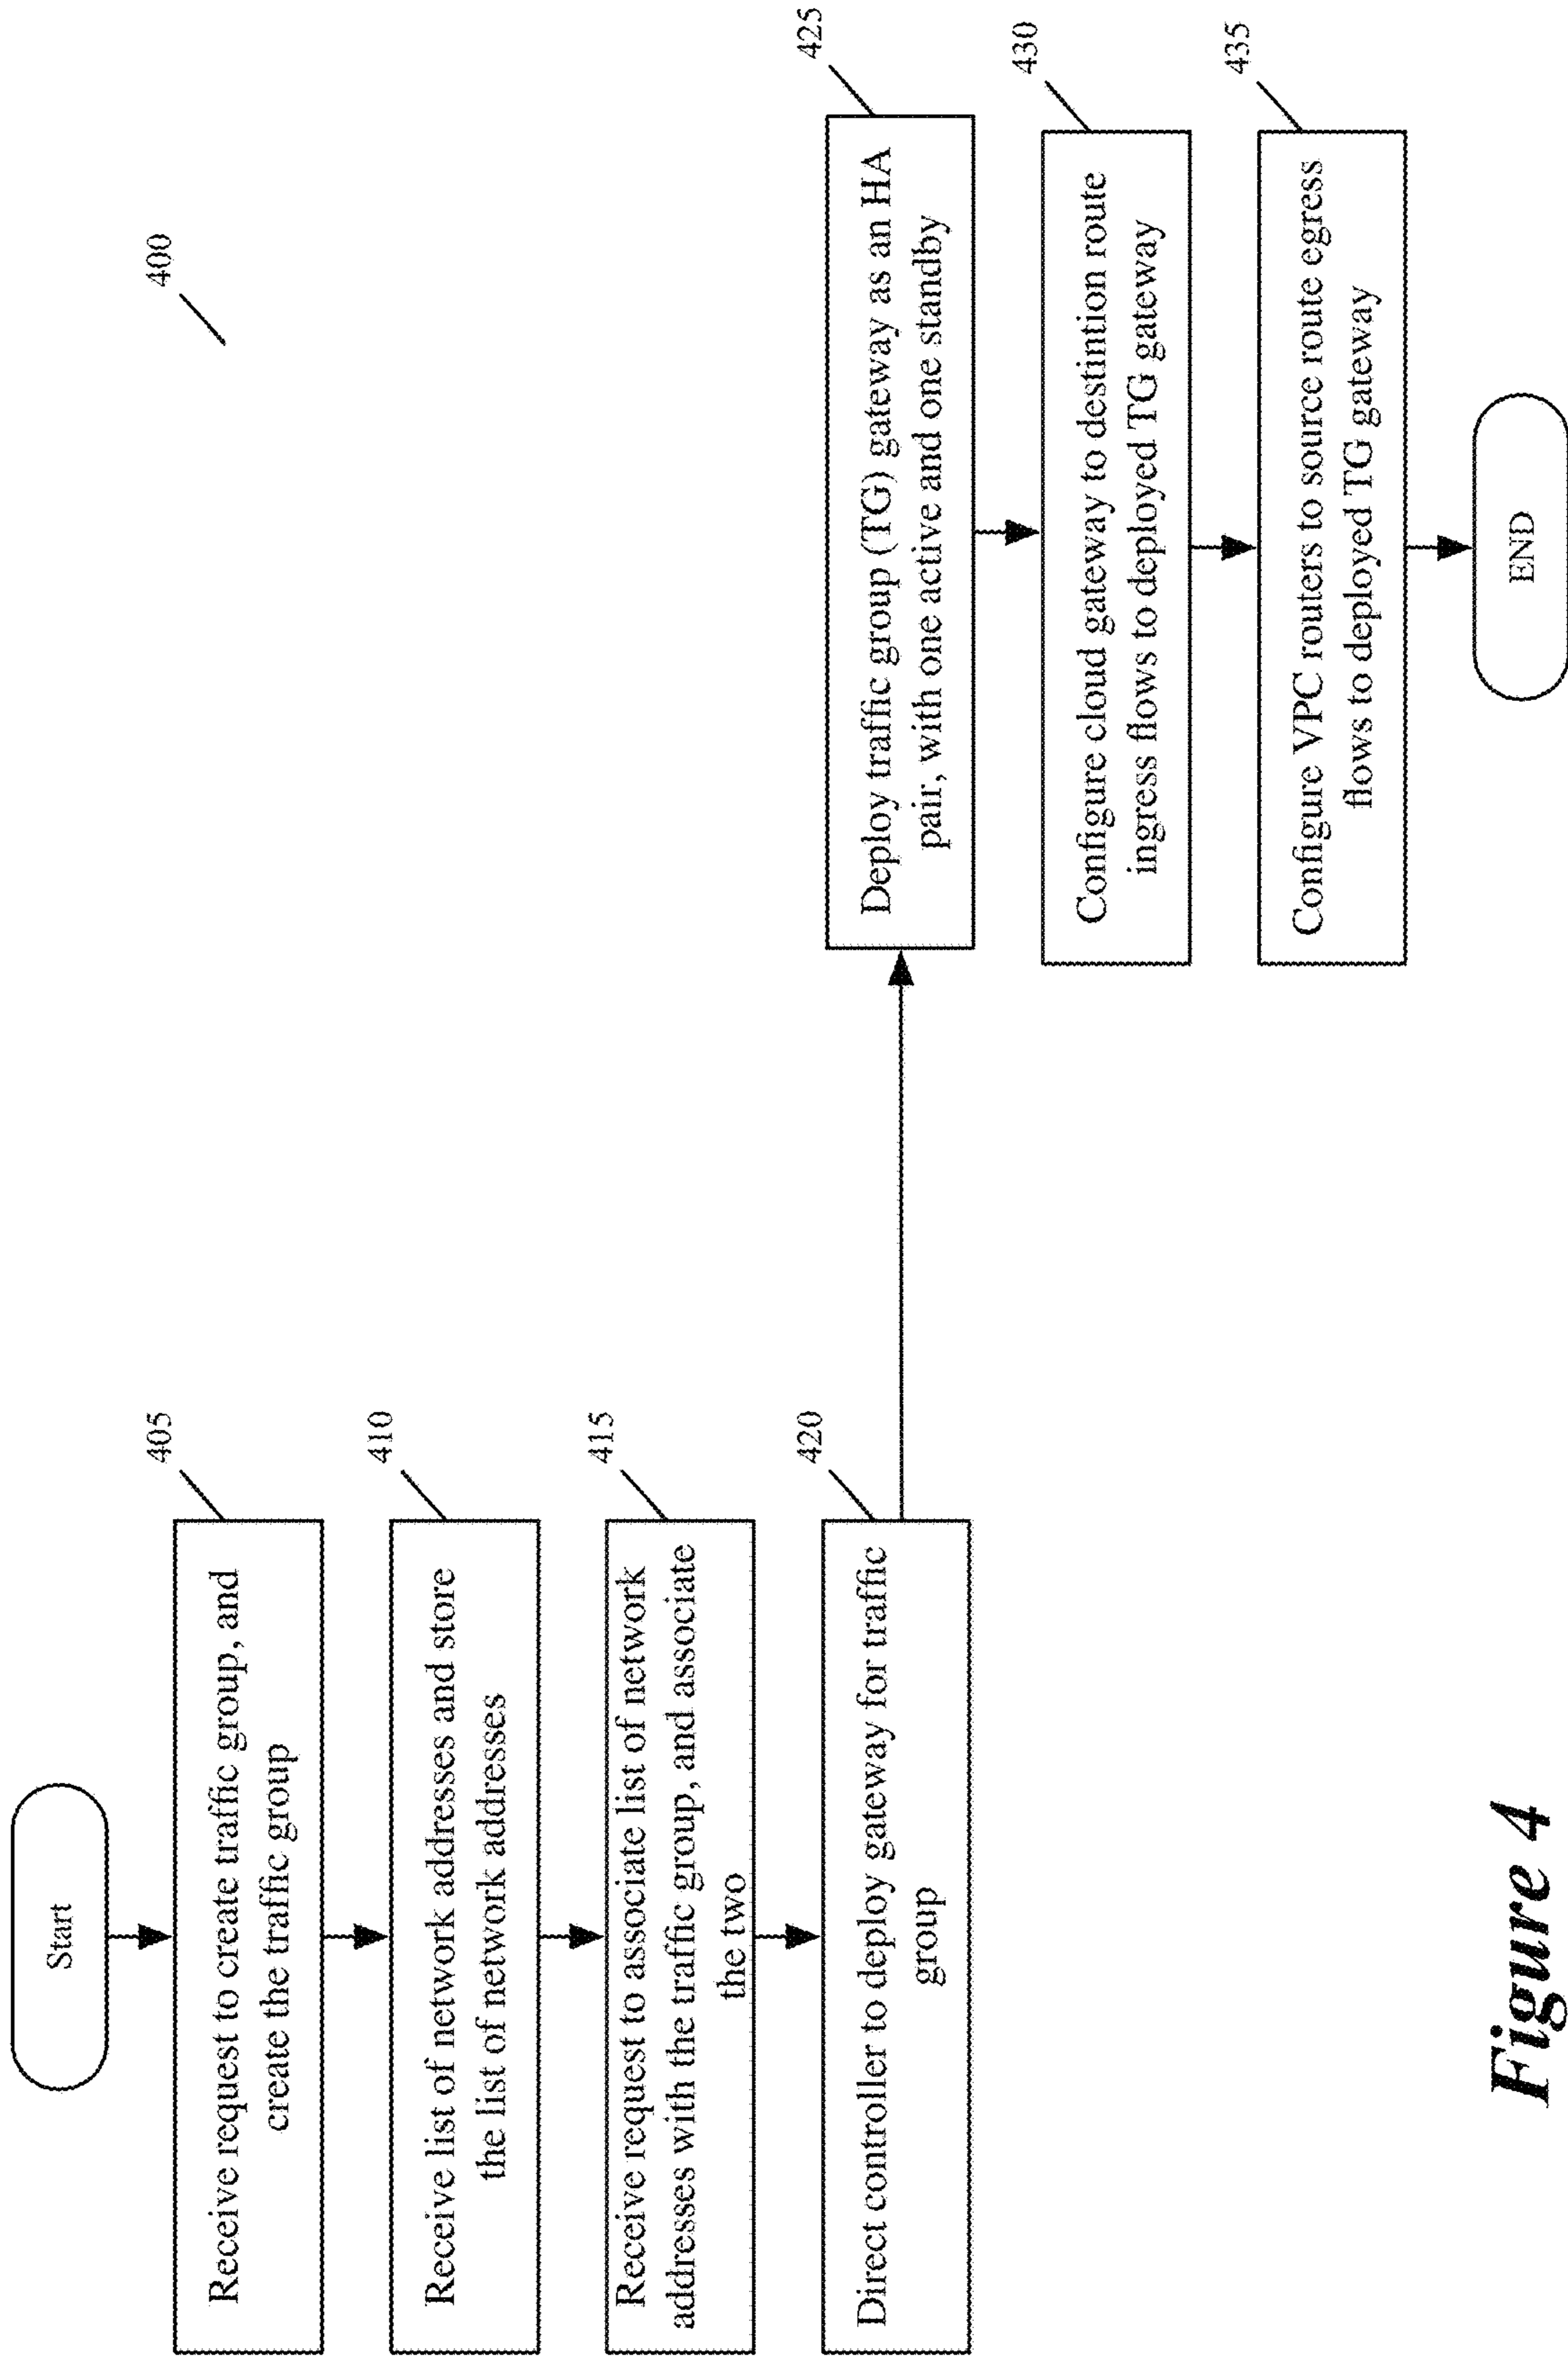 400
Start
405
Receive request to create traffic group, and
create the traffic group
410
Receive list of network addresses and store
the list of network addresses
415
Receive request to associate list of network
addresses with the traffic group, and associate
the two
420
Direct controller to deploy gateway for traffic
group
425
Deploy traffic group (TG) gateway as an HA
pair, with one active and one standby
430
Configure cloud gateway to destintion route
ingress flows to deployed TG gateway
435
Configure VPC routers to source route egress
flows to deployed TG gateway
END
Figure 4